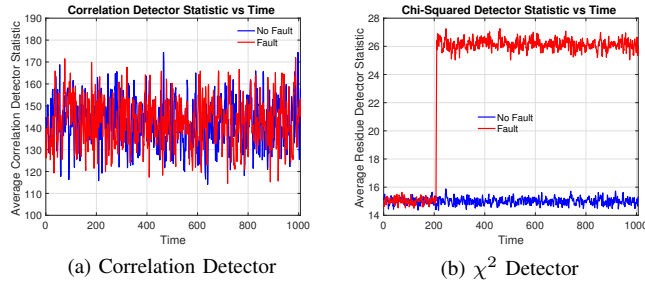 Correlation Detector Statistic vs Time
Average Correlation Detector Statistic
190
180
170
160
150
140
130
120
110
100
No Fault
Fault
0
200
400
600
800
1000
Time
(a) Correlation Detector
Chi-Squared Detector Statistic vs Time
Average Residue Detector Statistic
28
26
24
22
20
18
16
14
No Fault
Fault
0
200
400
600
800
1000
Time
(b) χ² Detector